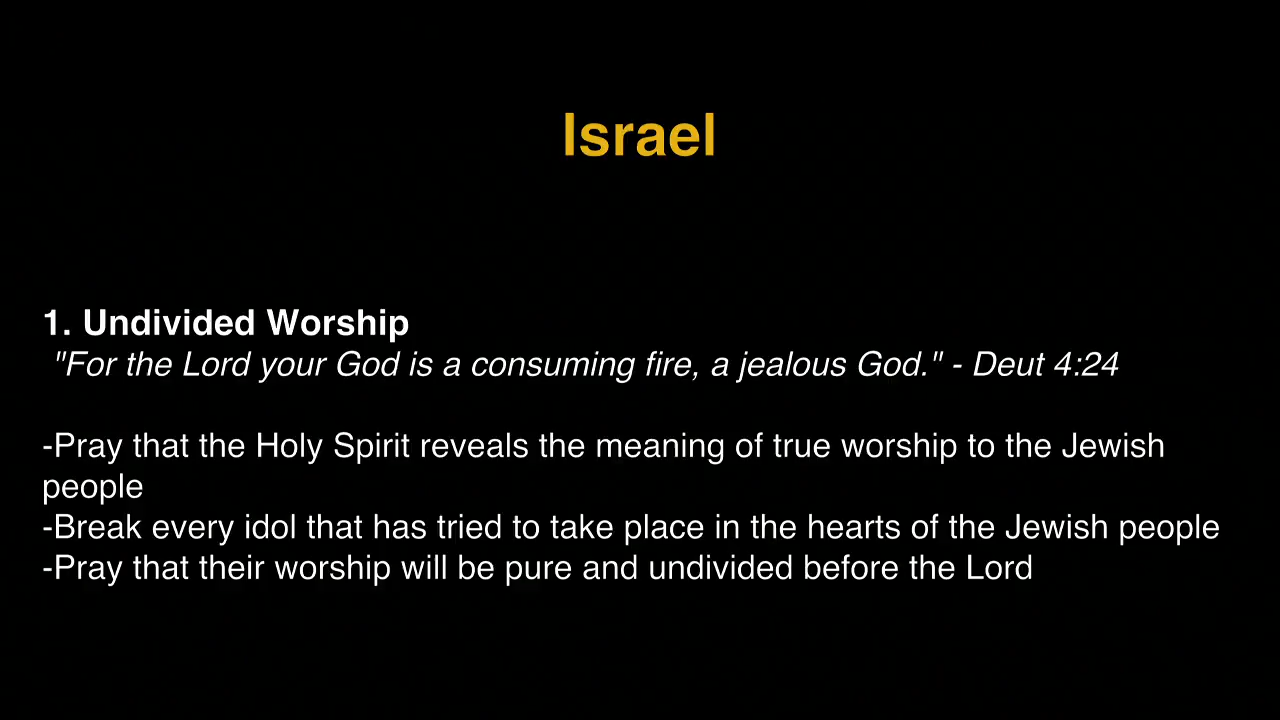 Israel
1. Undivided Worship
"For the Lord your God is a consuming fire, a jealous God." - Deut 4:24
-Pray that the Holy Spirit reveals the meaning of true worship to the Jewish
people
-Break every idol that has tried to take place in the hearts of the Jewish people
-Pray that their worship will be pure and undivided before the Lord